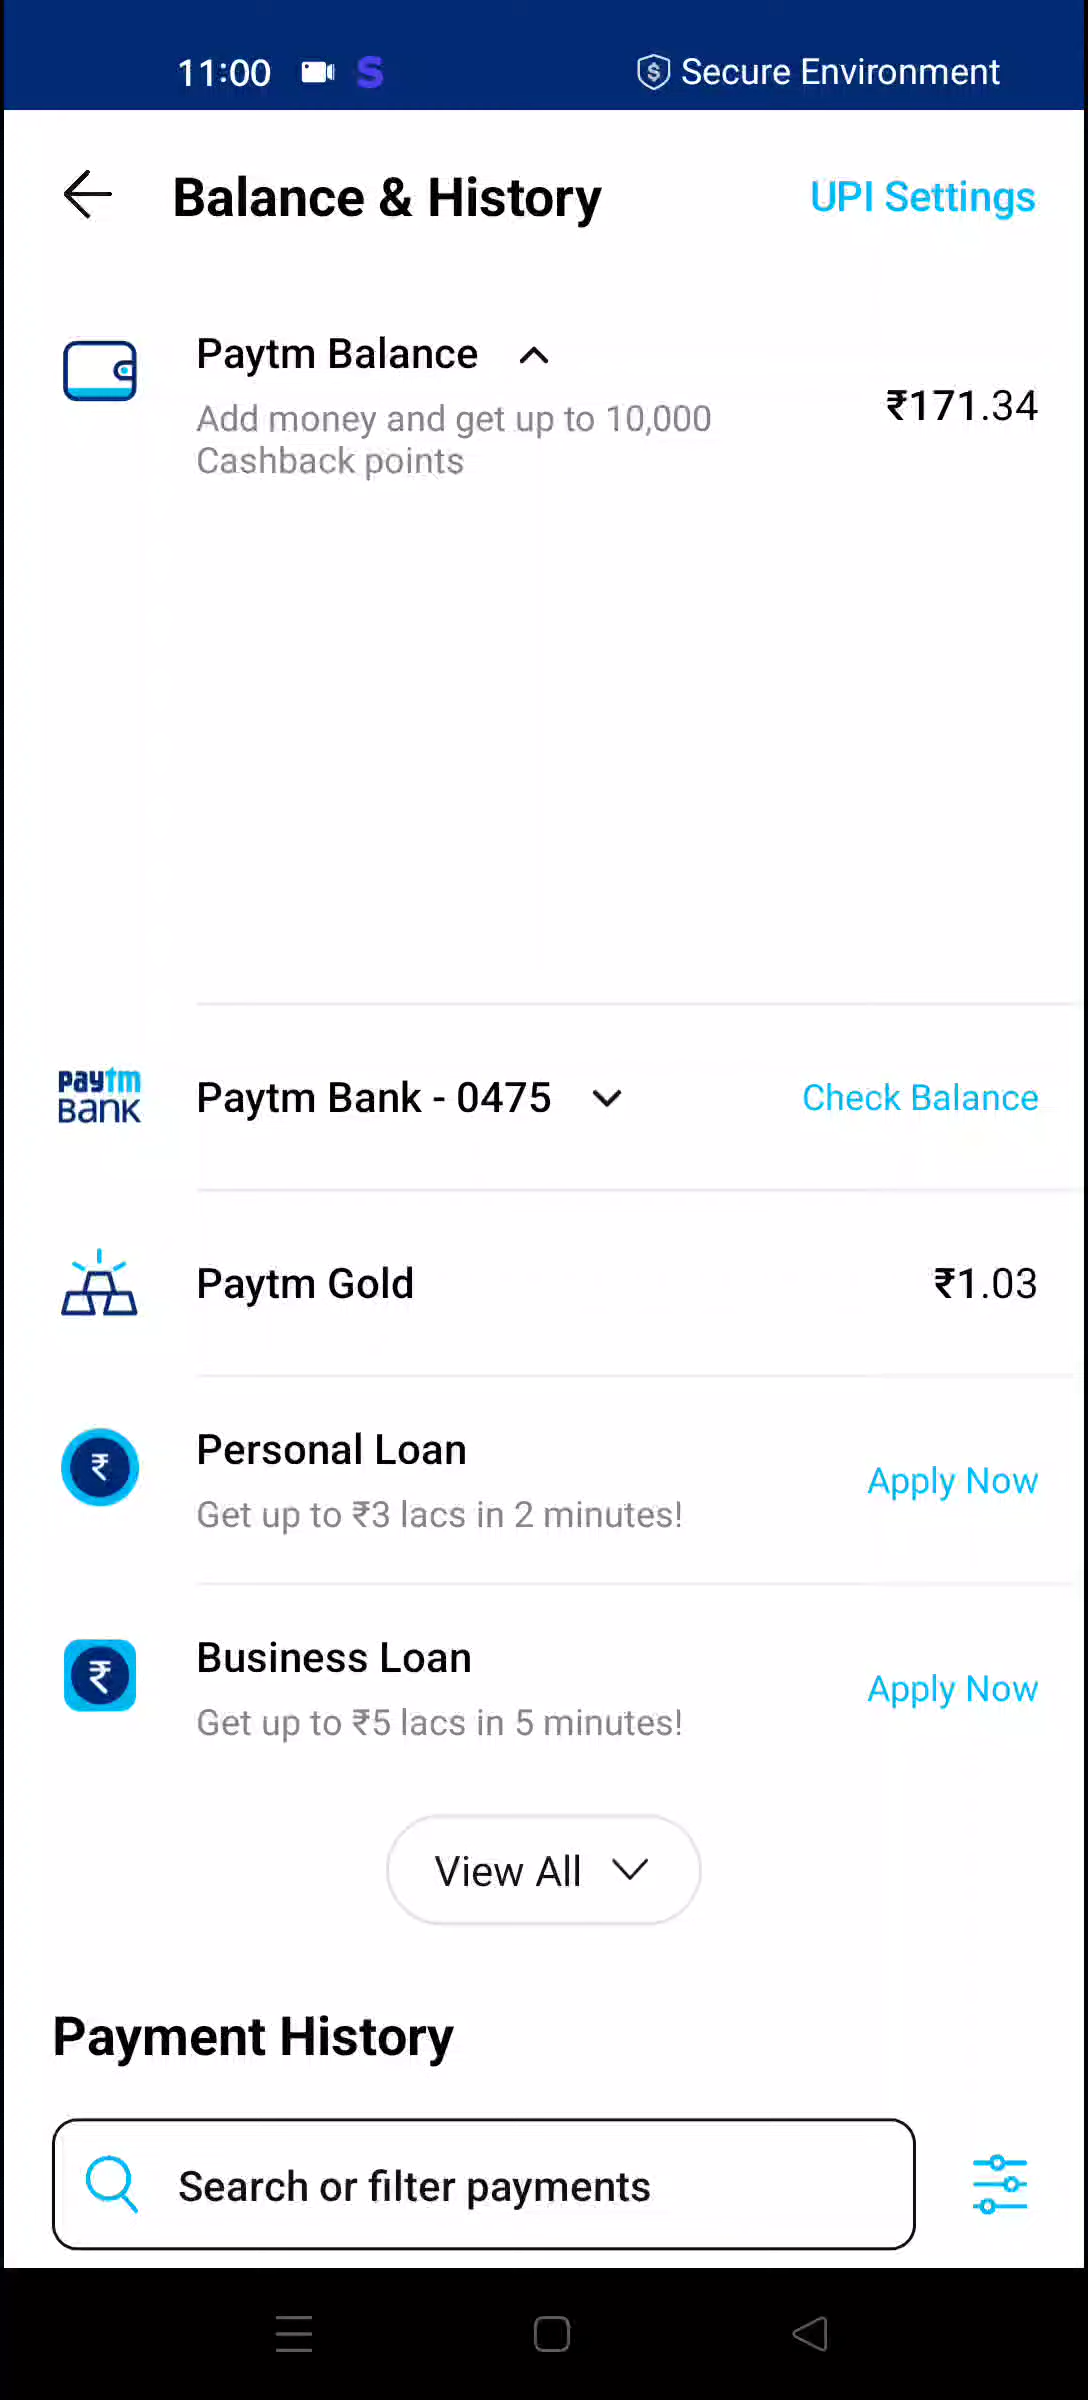 11:00 S Secure Environment
Balance & History UPI Settings
Paytm Balance
₹171.34
Add money and get up to 10,000
Cashback points
paytm
BANK
Paytm Bank - 0475 Check Balance
Paytm Gold ₹1.03
Personal Loan
Get up to ₹3 lacs in 2 minutes!
Apply Now
Business Loan
Get up to ₹5 lacs in 5 minutes!
Apply Now
View All
Payment History
Search or filter payments